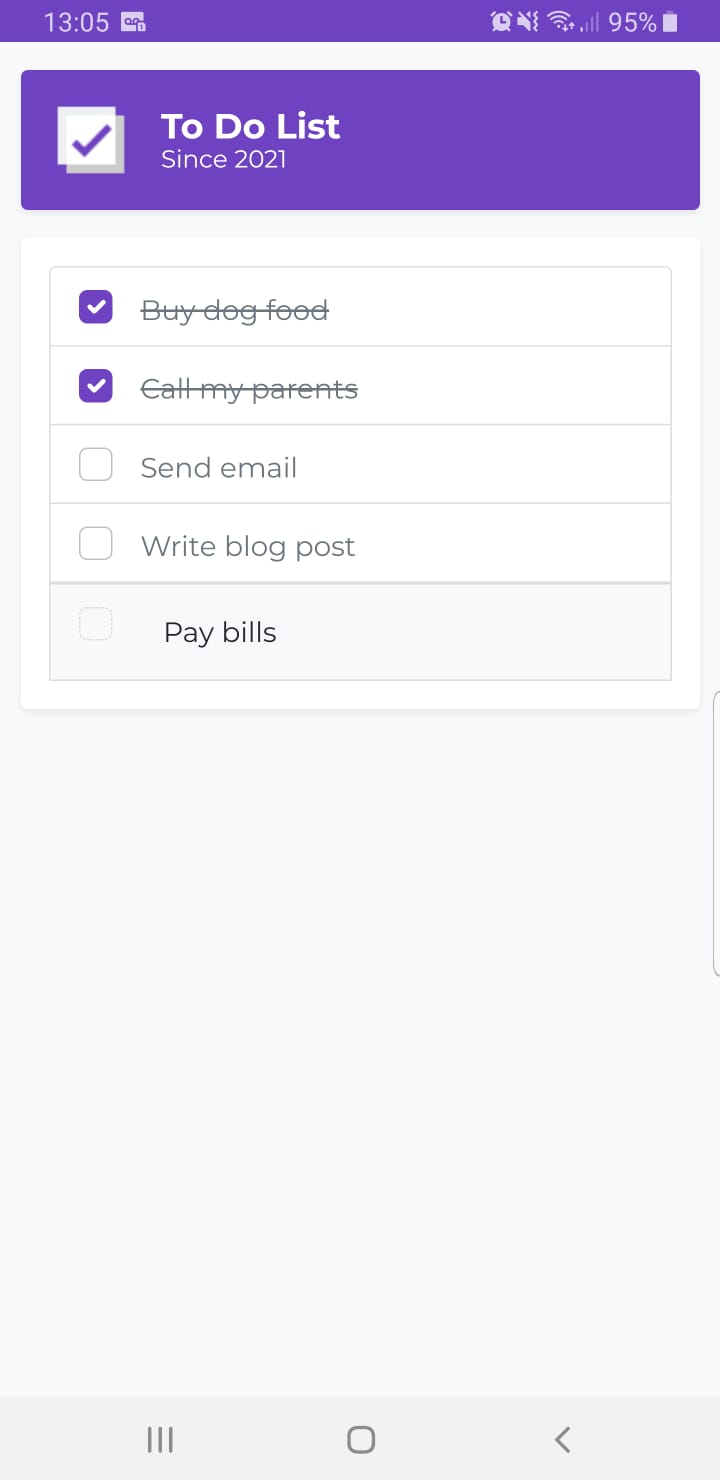 13:05
95%
To Do List
Since 2021
Buy dog food
Call my parents
Send email
Write blog post
Pay bills